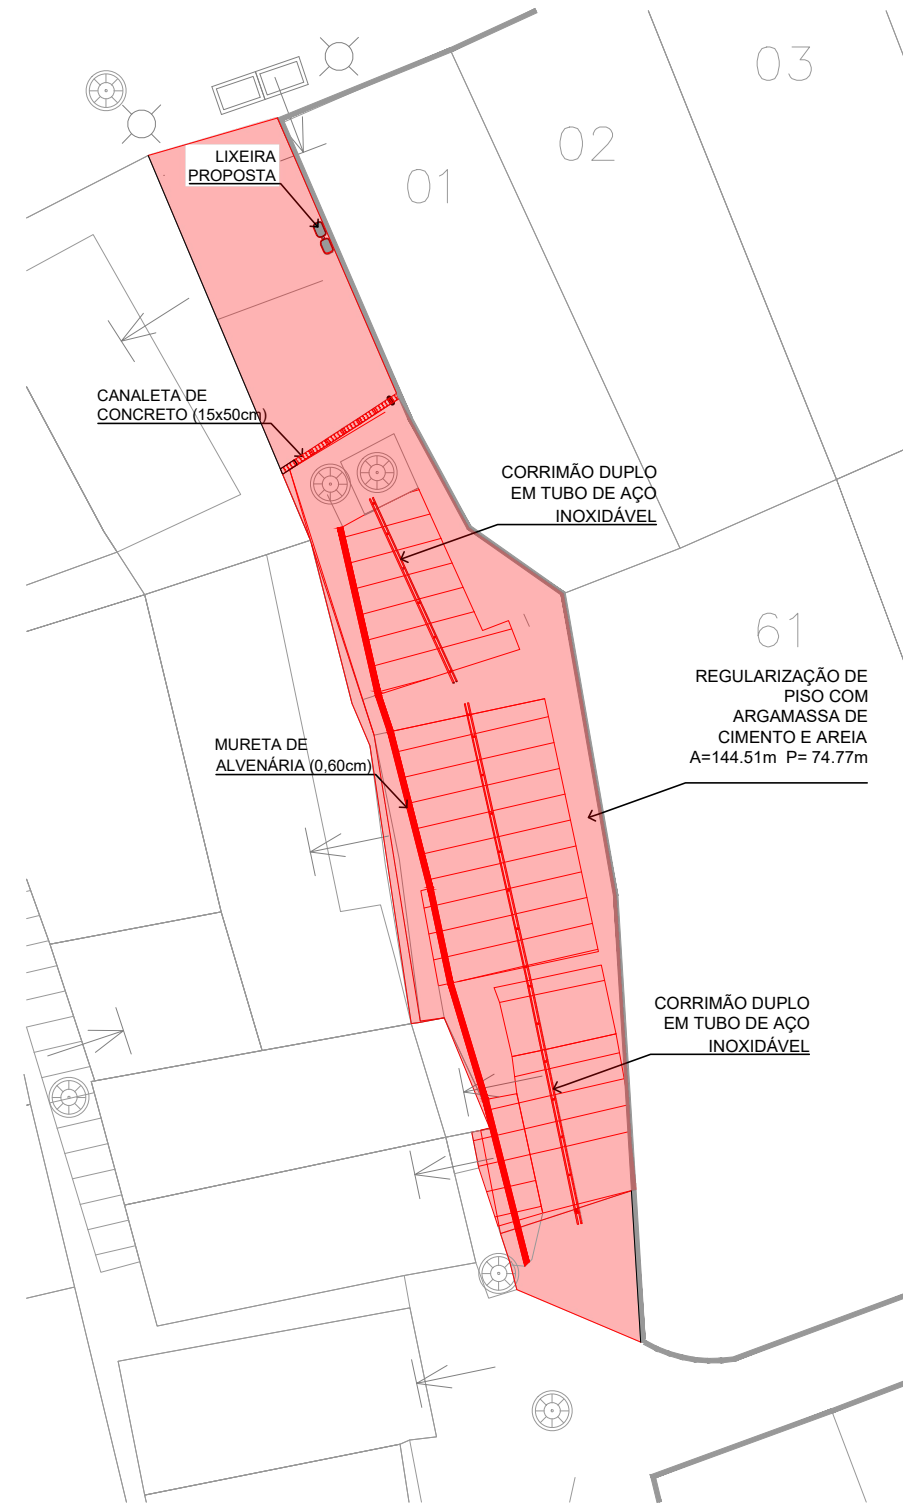 03
02
LIXEIRA
PROPOSTA
01
CANALETA DE
CONCRETO (15x50cm)
CORRIMÃO DUPLO
EM TUBO DE AÇO
INOXIDÁVEL
61
REGULARIZAÇÃO DE
PISO COM
ARGAMASSA DE
CIMENTO E AREIA
A=144.51m P= 74.77m
MURETA DE
ALVENÁRIA (0,60cm)
CORRIMÃO DUPLO
EM TUBO DE AÇO
INOXIDÁVEL